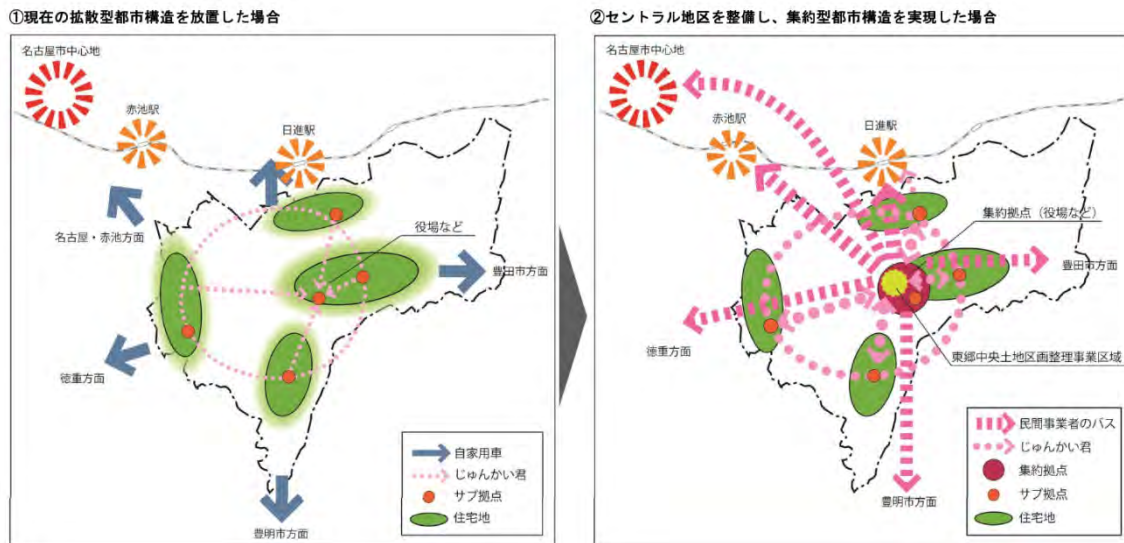 ①現在の拡散型都市構造を放置した場合
名古屋市中心地
赤池駅
日進駅
名古屋・赤池方面
役場など
豊田市方面
徳重方面
豊明市方面
自家用車
じゅんかい君
サブ拠点
住宅地
②セントラル地区を整備し、集約型都市構造を実現した場合
名古屋市中心地
赤池駅
日進駅
集約拠点（役場など）
豊田市方面
徳重方面
東郷中央土地区画整理事業区域
豊明市方面
民間事業者のバス
じゅんかい君
集約拠点
サブ拠点
住宅地